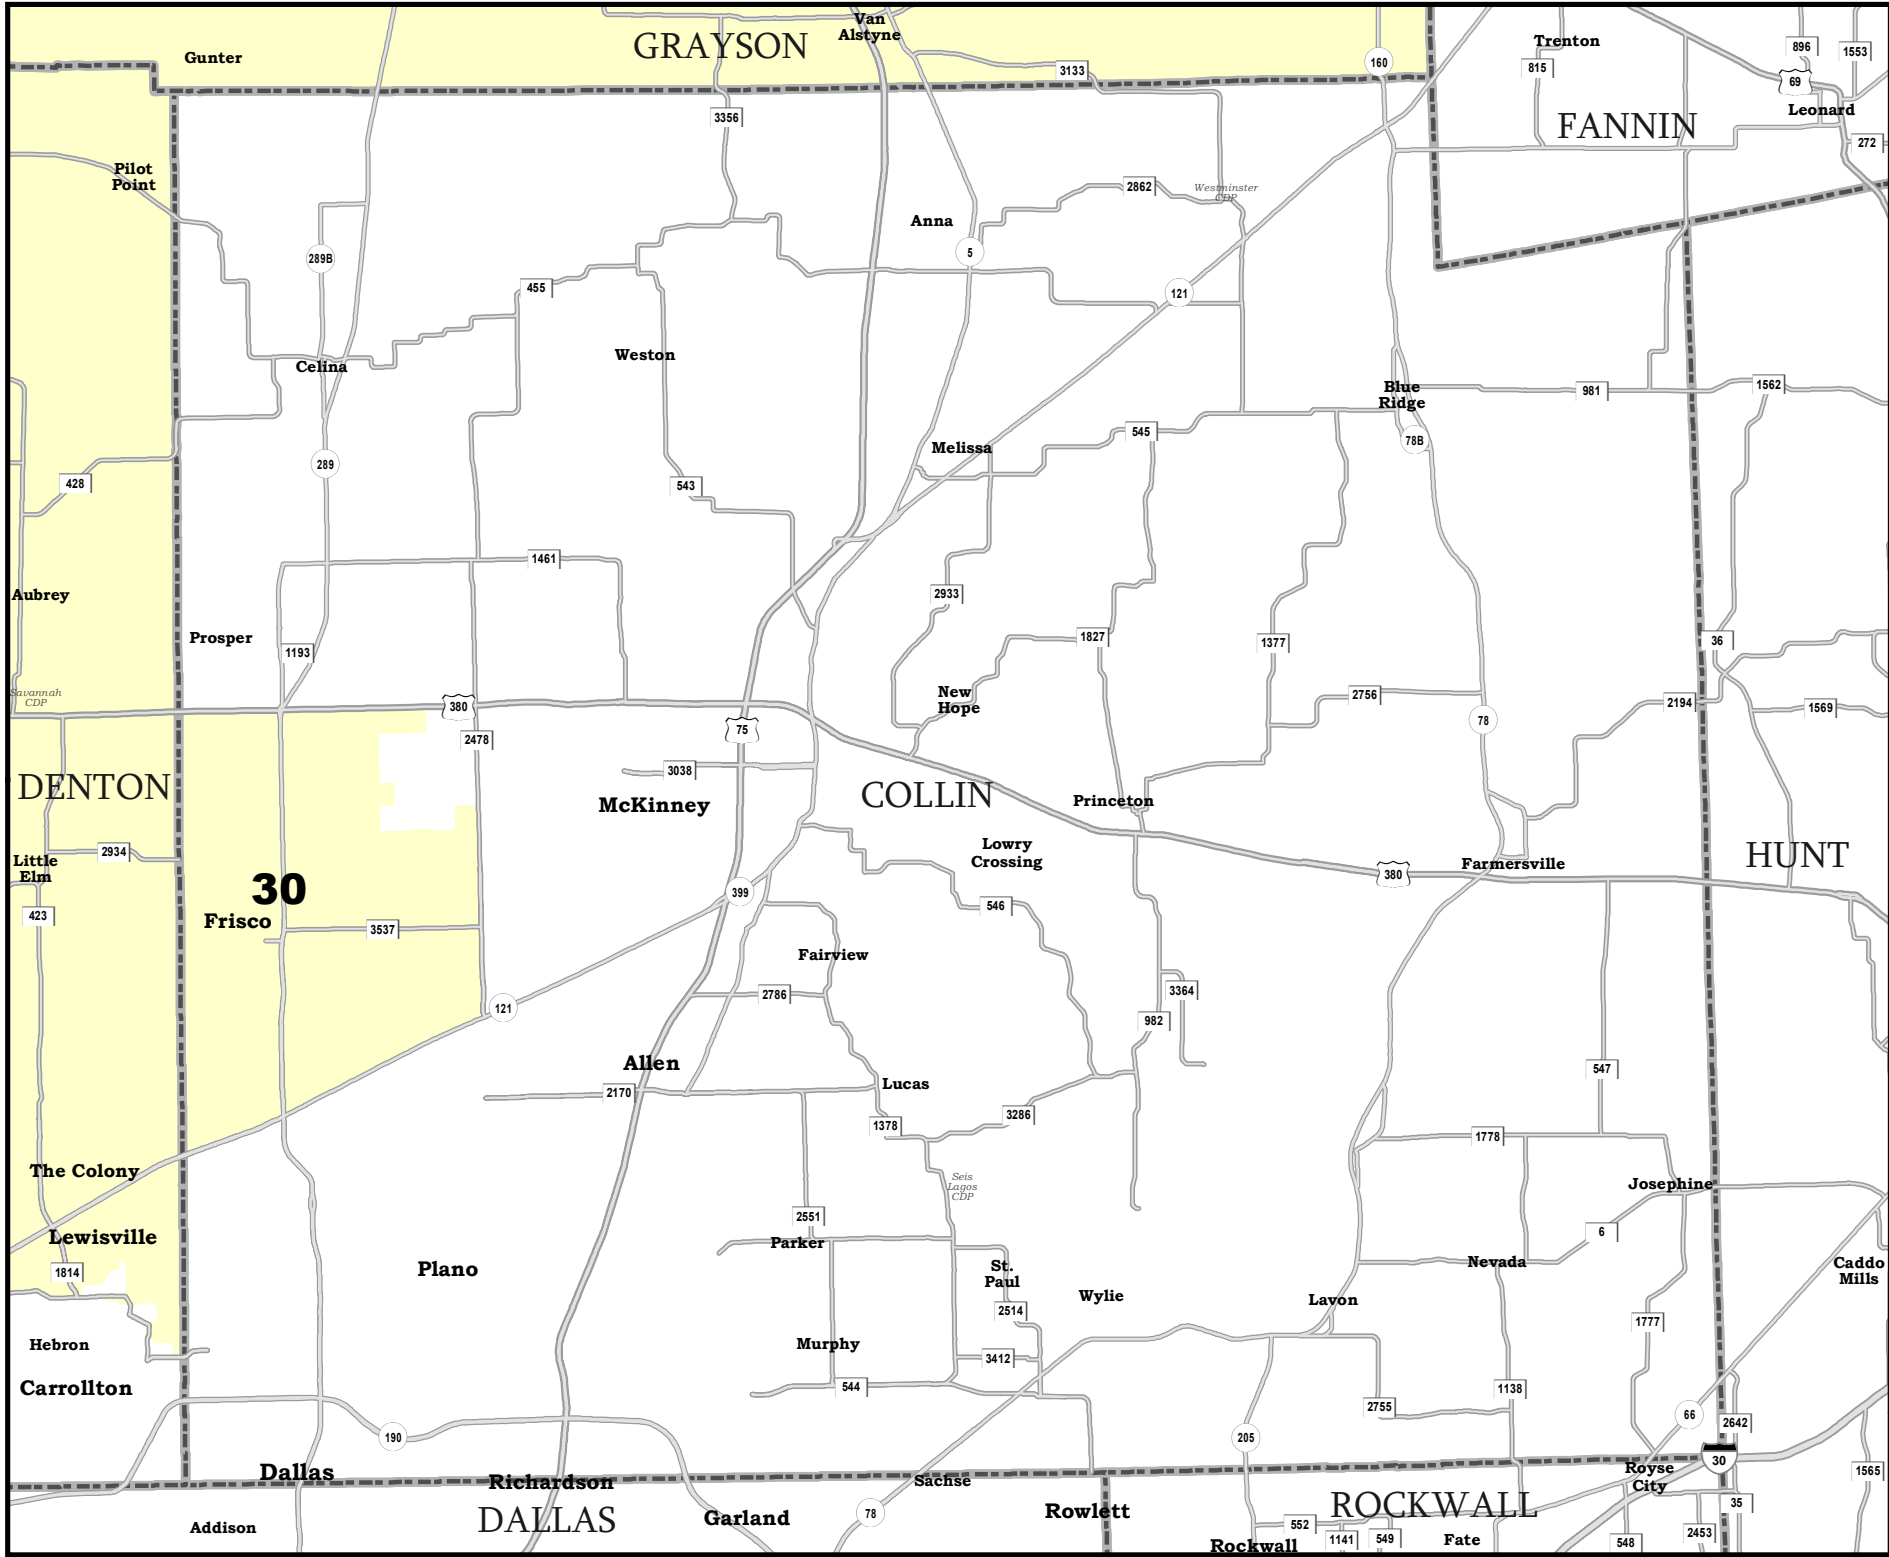 Van
Alstyne
GRAYSON
Gunter
Trenton
896
1553
160
815
3133
69
Leonard
3356
FANNIN
272
Pilot
Point
2862
Westminster
CDP
Anna
5
289B
455
121
Weston
Celina
Blue
Ridge
981
1562
545
78B
Melissa
289
428
543
1461
Aubrey
2933
Prosper
1193
1827
1377
36
Savannah
CDP
New
Hope
2756
2194
1569
380
75
78
2478
3038
DENTON
COLLIN
McKinney
Princeton
Lowry
Crossing
2934
Little
Elm
HUNT
380
Farmersville
30
399
423
Frisco
3537
546
Fairview
2786
3364
121
982
Allen
547
2170
Lucas
3286
1378
1778
The Colony
Seis
Lagos
CDP
Josephine
2551
6
Lewisville
Parker
1814
Plano
St.
Paul
Nevada
Caddo
Mills
Wylie
Lavon
2514
1777
Hebron
Murphy
3412
Carrollton
544
1138
2755
66
2642
190
205
30
Dallas
Richardson
Sachse
Royse
City
1565
DALLAS
Garland
78
Rowlett
ROCKWALL
35
Addison
552
1141
549
Fate
2453
548
Rockwall